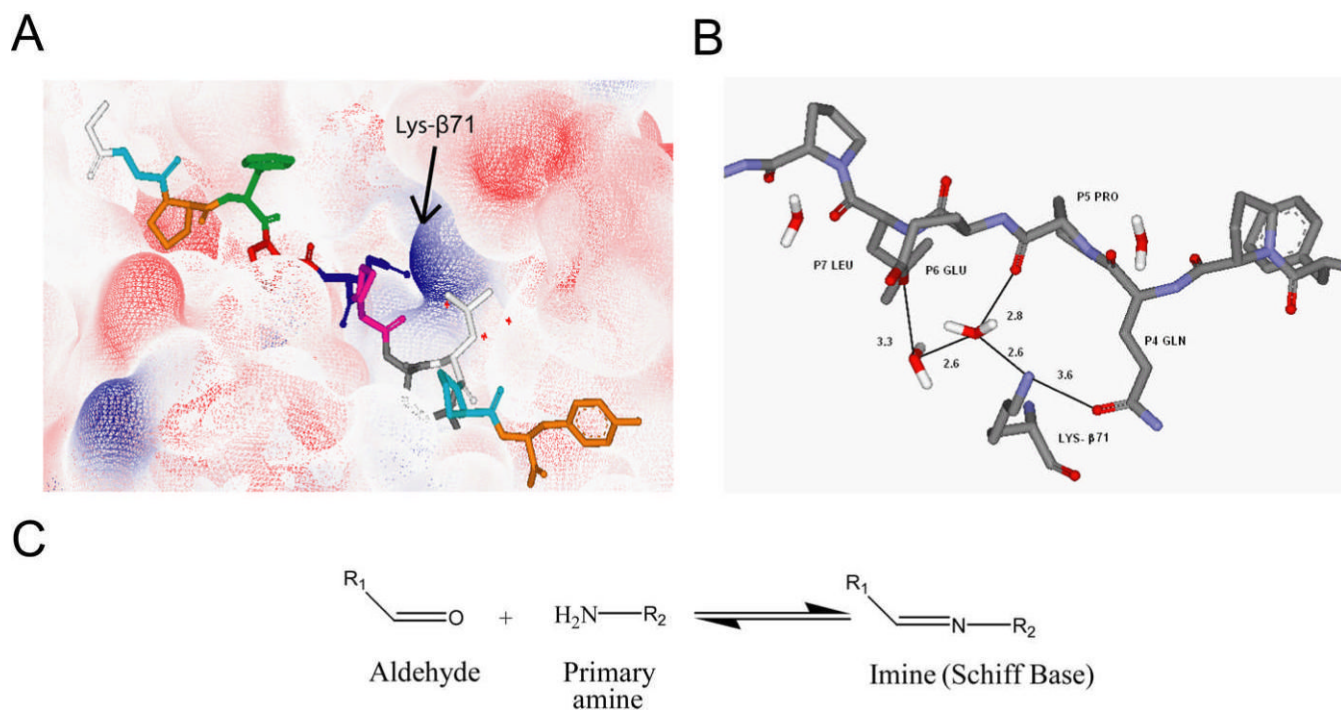 A
Lys-β71
B
P5 PRO
P7 LEU
P6 GLU
2.8
P4 GLN
3.3
2.6
2.6
3.6
LYS- β71
C
R1
O
+
H2N
R2
R1
N
R2
Aldehyde
Primary
amine
Imine (Schiff Base)